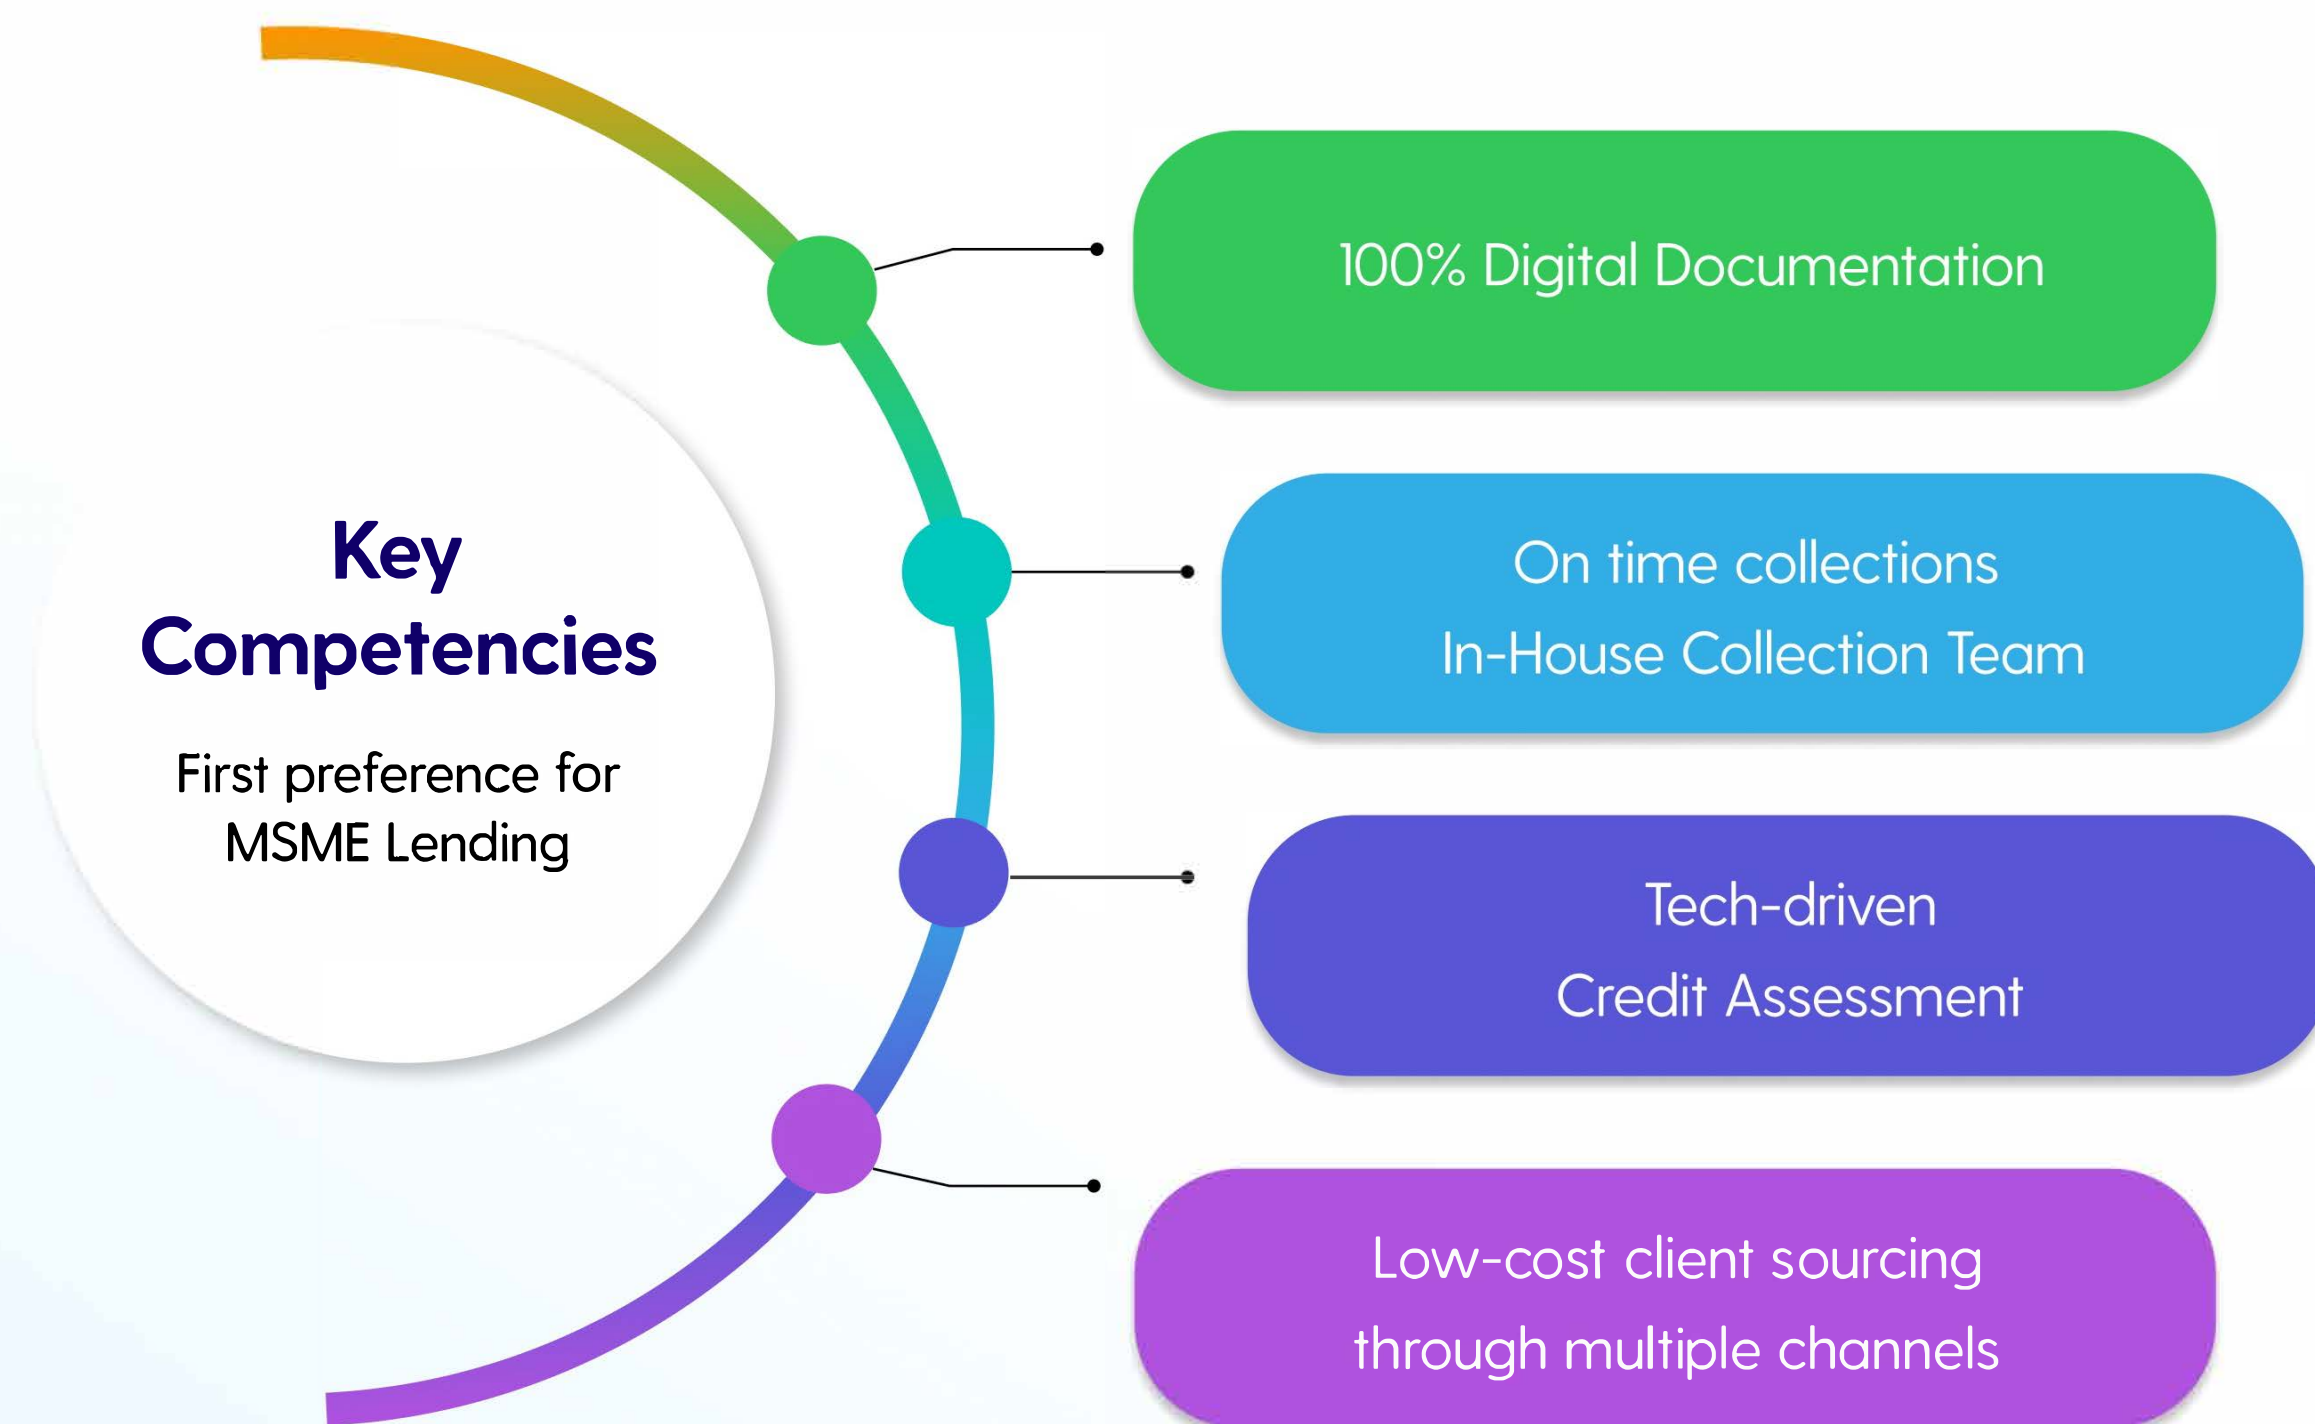 Key
Competencies
First preference for
MSME Lending
100% Digital Documentation
On time collections
In-House Collection Team
Tech-driven
Credit Assessment
Low-cost client sourcing
through multiple channels